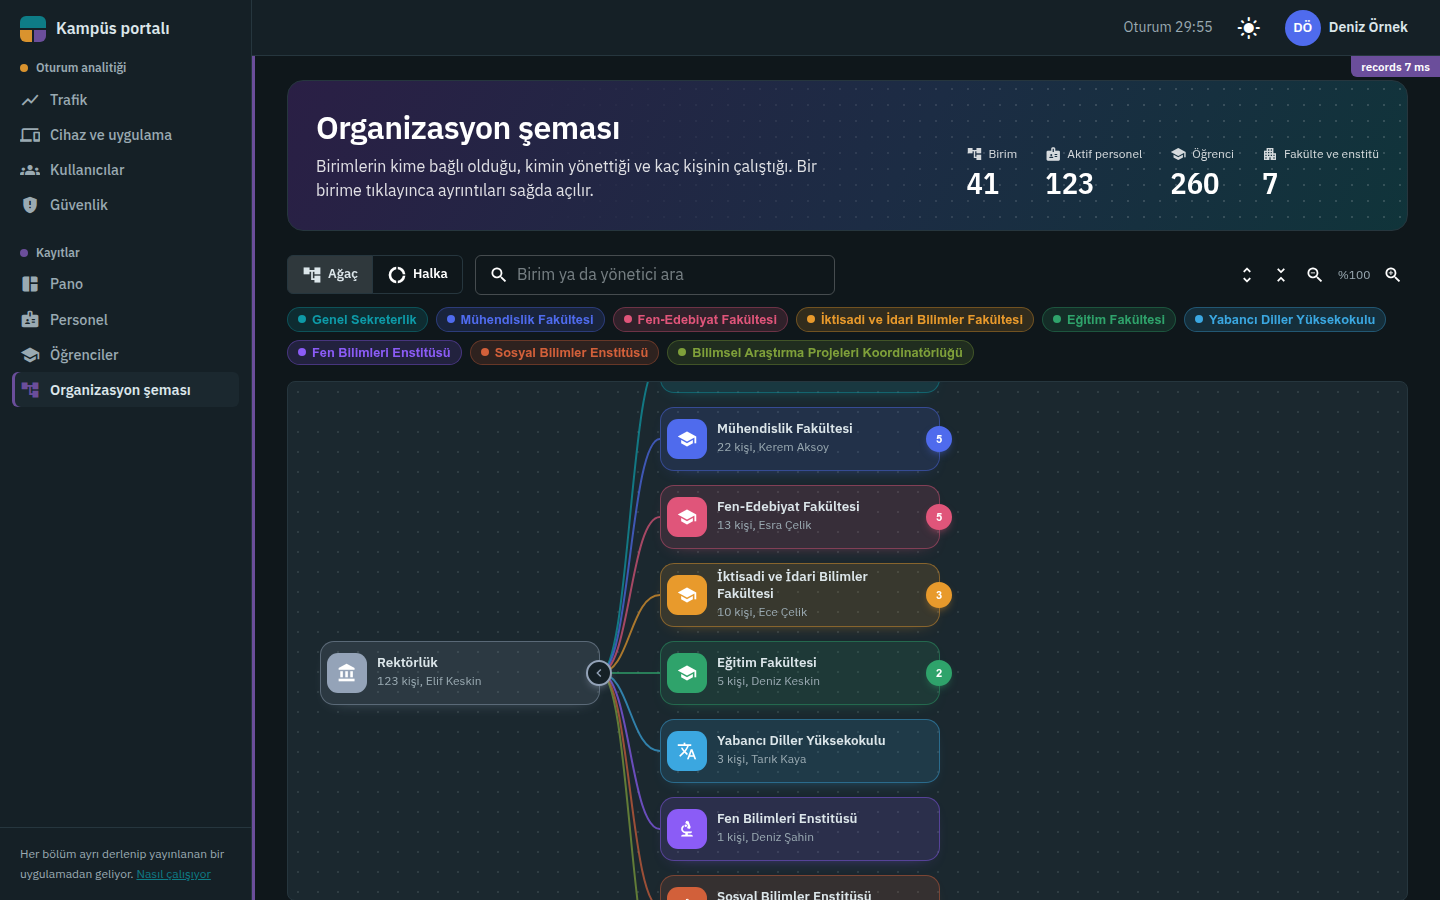 Kampüs portalı
Oturum analitiği
Trafik
Cihaz ve uygulama
Kullanıcılar
Güvenlik
Kayıtlar
Pano
Personel
Öğrenciler
Organizasyon şeması
Her bölüm ayrı derlenip yayınlanan bir
uygulamadan geliyor. Nasıl çalışıyor
Oturum 29:55
DÖ
Deniz Örnek
records 7 ms
Organizasyon şeması
Birimlerin kime bağlı olduğu, kimin yönettiği ve kaç kişinin çalıştığı. Bir
birime tıklayınca ayrıntıları sağda açılır.
Birim
41
Aktif personel
123
Öğrenci
260
Fakülte ve enstitü
7
Ağaç
Halka
Birim ya da yönetici ara
%100
Genel Sekreterlik
Mühendislik Fakültesi
Fen-Edebiyat Fakültesi
İktisadi ve İdari Bilimler Fakültesi
Eğitim Fakültesi
Yabancı Diller Yüksekokulu
Fen Bilimleri Enstitüsü
Sosyal Bilimler Enstitüsü
Bilimsel Araştırma Projeleri Koordinatörlüğü
Rektörlük
123 kişi, Elif Keskin
Mühendislik Fakültesi
22 kişi, Kerem Aksoy
5
Fen-Edebiyat Fakültesi
13 kişi, Esra Çelik
5
İktisadi ve İdari Bilimler
Fakültesi
10 kişi, Ece Çelik
3
Eğitim Fakültesi
5 kişi, Deniz Keskin
2
Yabancı Diller Yüksekokulu
3 kişi, Tarık Kaya
Fen Bilimleri Enstitüsü
1 kişi, Deniz Şahin
Sosyal Bilimler Enstitüsü